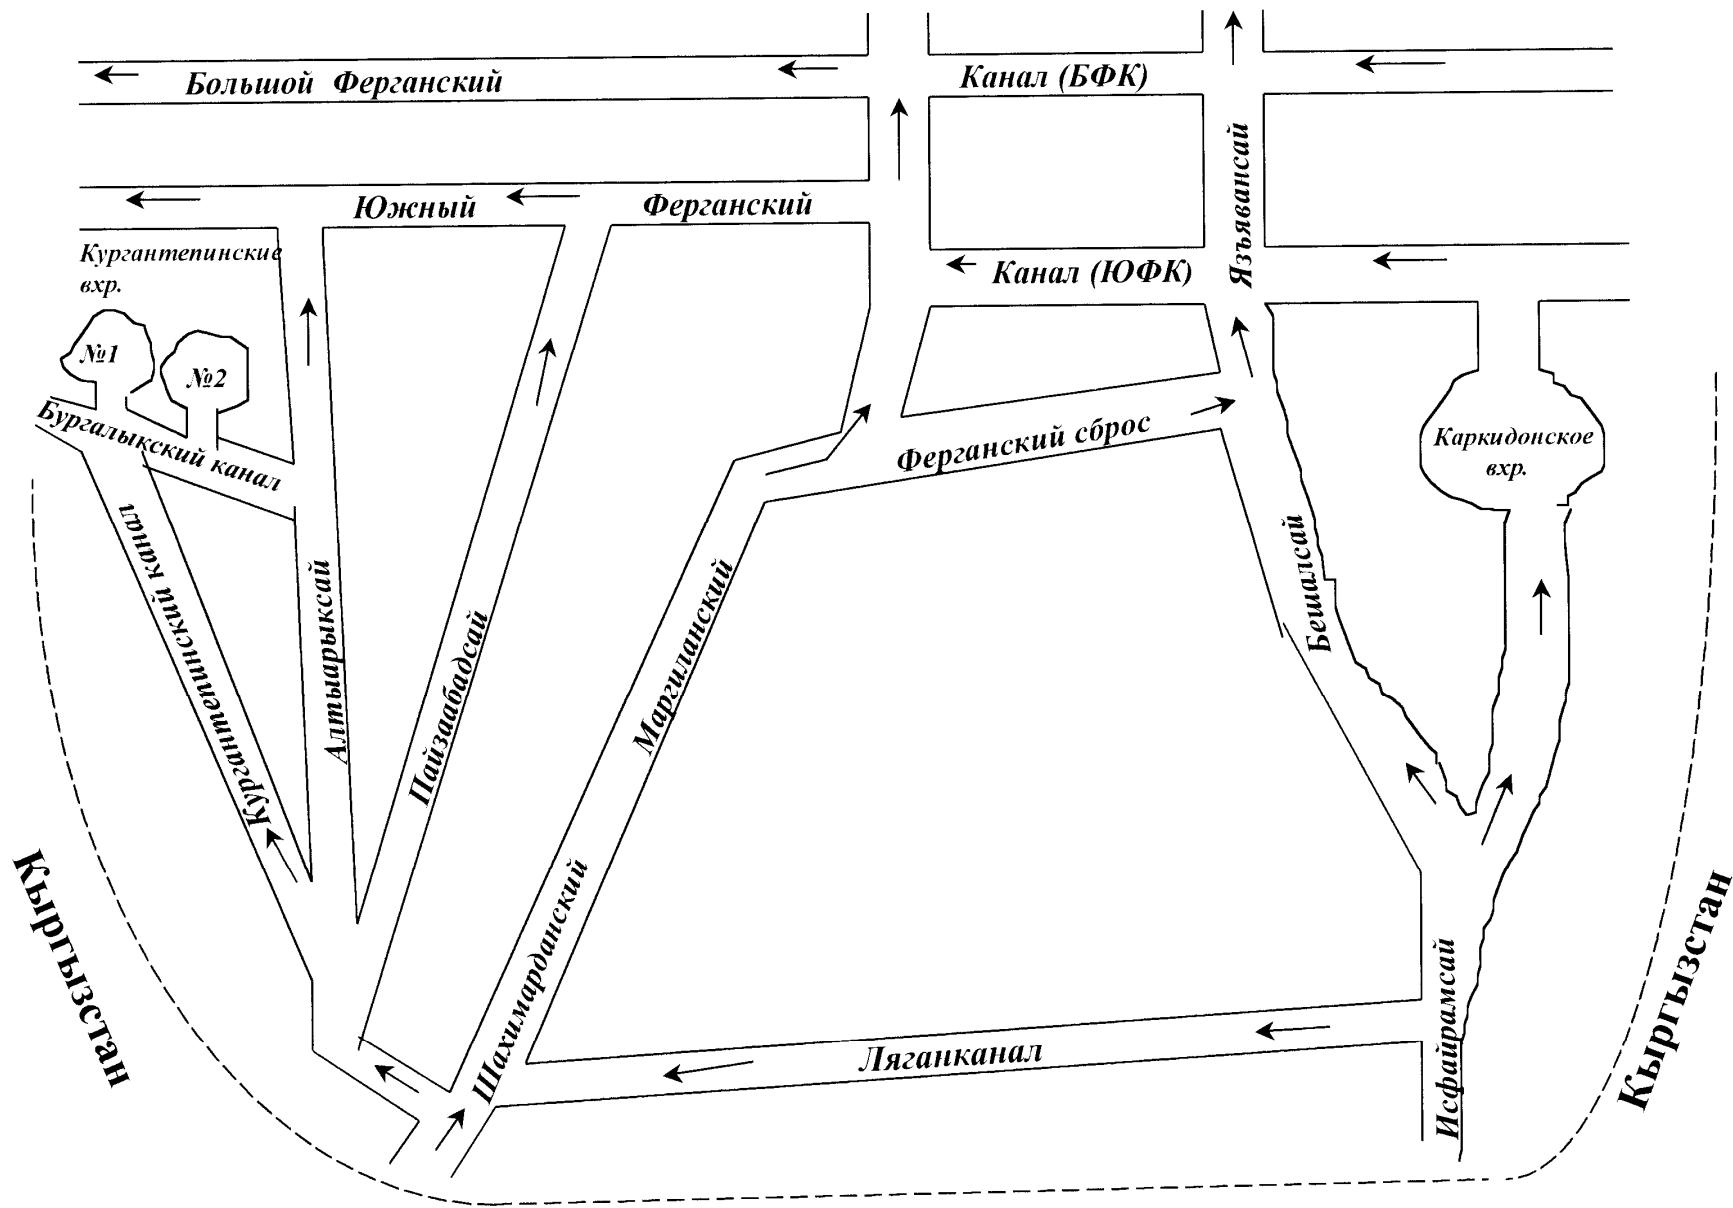 Большой Ферганский
Канал (БФК)
Южный
Ферганский
Канал (ЮФК)
Язъявансай
Кургантепинские
вхр.
№1
№2
Бургалыкский канал
Каркидонское
вхр.
Ферганский сброс
Кургантепинский канал
Алтыарыксай
Пайзаабадсай
Маргиланский
Бешалсай
Шахимарданский
Ляганканал
Исфайрамсай
Кыргызстан
Кыргызстан